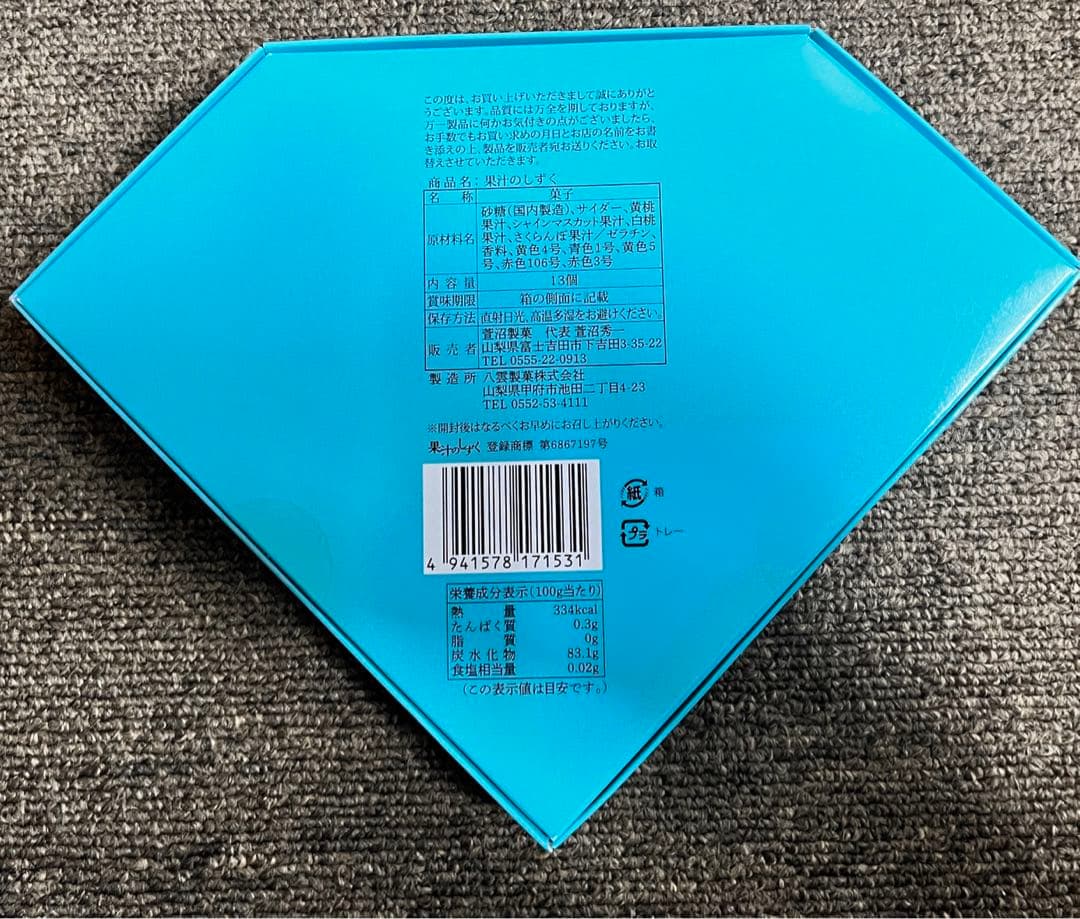 この度は、お買い上げいただきまして誠にありがと
うございます。品質には万全を期しておりますが、
万一製品に何かお気付きの点がございましたら、
お手数でもお買い求めの月日とお店の名前をお書
き添えの上、製品を販売者宛お送りください。お取
替えさせていただきます。
商品名：果汁のしずく
名称 菓子
原材料名 砂糖（国内製造）、サイダー、黄桃
果汁、シャインマスカット果汁、白桃
果汁、さくらんぼ果汁／ゼラチン、
香料、黄色4号、青色1号、黄色5
号、赤色106号、赤色3号
内容量 13個
賞味期限 箱の側面に記載
保存方法 直射日光、高温多湿をお避けください。
販売者 萱沼製菓 代表 萱沼秀一
山梨県富士吉田市下吉田3-35-22
TEL 0555-22-0913
製造所 八雲製菓株式会社
山梨県甲府市池田二丁目4-23
TEL 0552-53-4111
※開封後はなるべくお早めにお召し上がりください。
果汁のしずく 登録商標 第6867197号
紙 箱
プラ トレー
4 941578 171531
栄養成分表示（100g当たり）
熱量 334kcal
たんぱく質 0.3g
脂質 0g
炭水化物 83.1g
食塩相当量 0.02g
（この表示値は目安です。）